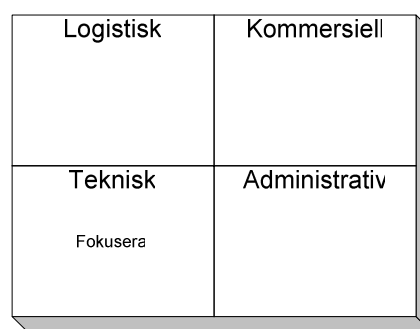 Logistisk
Kommersiell
Teknisk
Administrativ
Fokusera